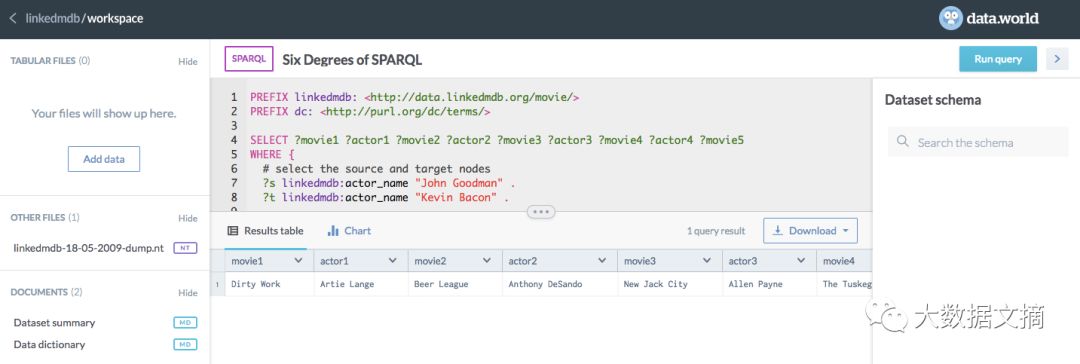 linkedmdb/workspace
data.world
TABULAR FILES (0)
Hide
Your files will show up here.
Add data
OTHER FILES (1)
Hide
linkedmdb-18-05-2009-dump.nt
NT
DOCUMENTS (2)
Hide
Dataset summary
MD
Data dictionary
MD
SPARQL
Six Degrees of SPARQL
Run query
1 PREFIX linkedmdb: <http://data.linkedmdb.org/movie/>
2 PREFIX dc: <http://purl.org/dc/terms/>
3
4 SELECT ?movie1 ?actor1 ?movie2 ?actor2 ?movie3 ?actor3 ?movie4 ?actor4 ?movie5
5 WHERE {
6 # select the source and target nodes
7 ?s linkedmdb:actor_name "John Goodman" .
8 ?t linkedmdb:actor_name "Kevin Bacon" .
Results table
Chart
1 query result
Download
movie1 actor1 movie2 actor2 movie3 actor3 movie4
1 Dirty Work Artie Lange Beer League Anthony DeSando New Jack City Allen Payne The Tuskeg
Dataset schema
Search the schema
大数据文摘